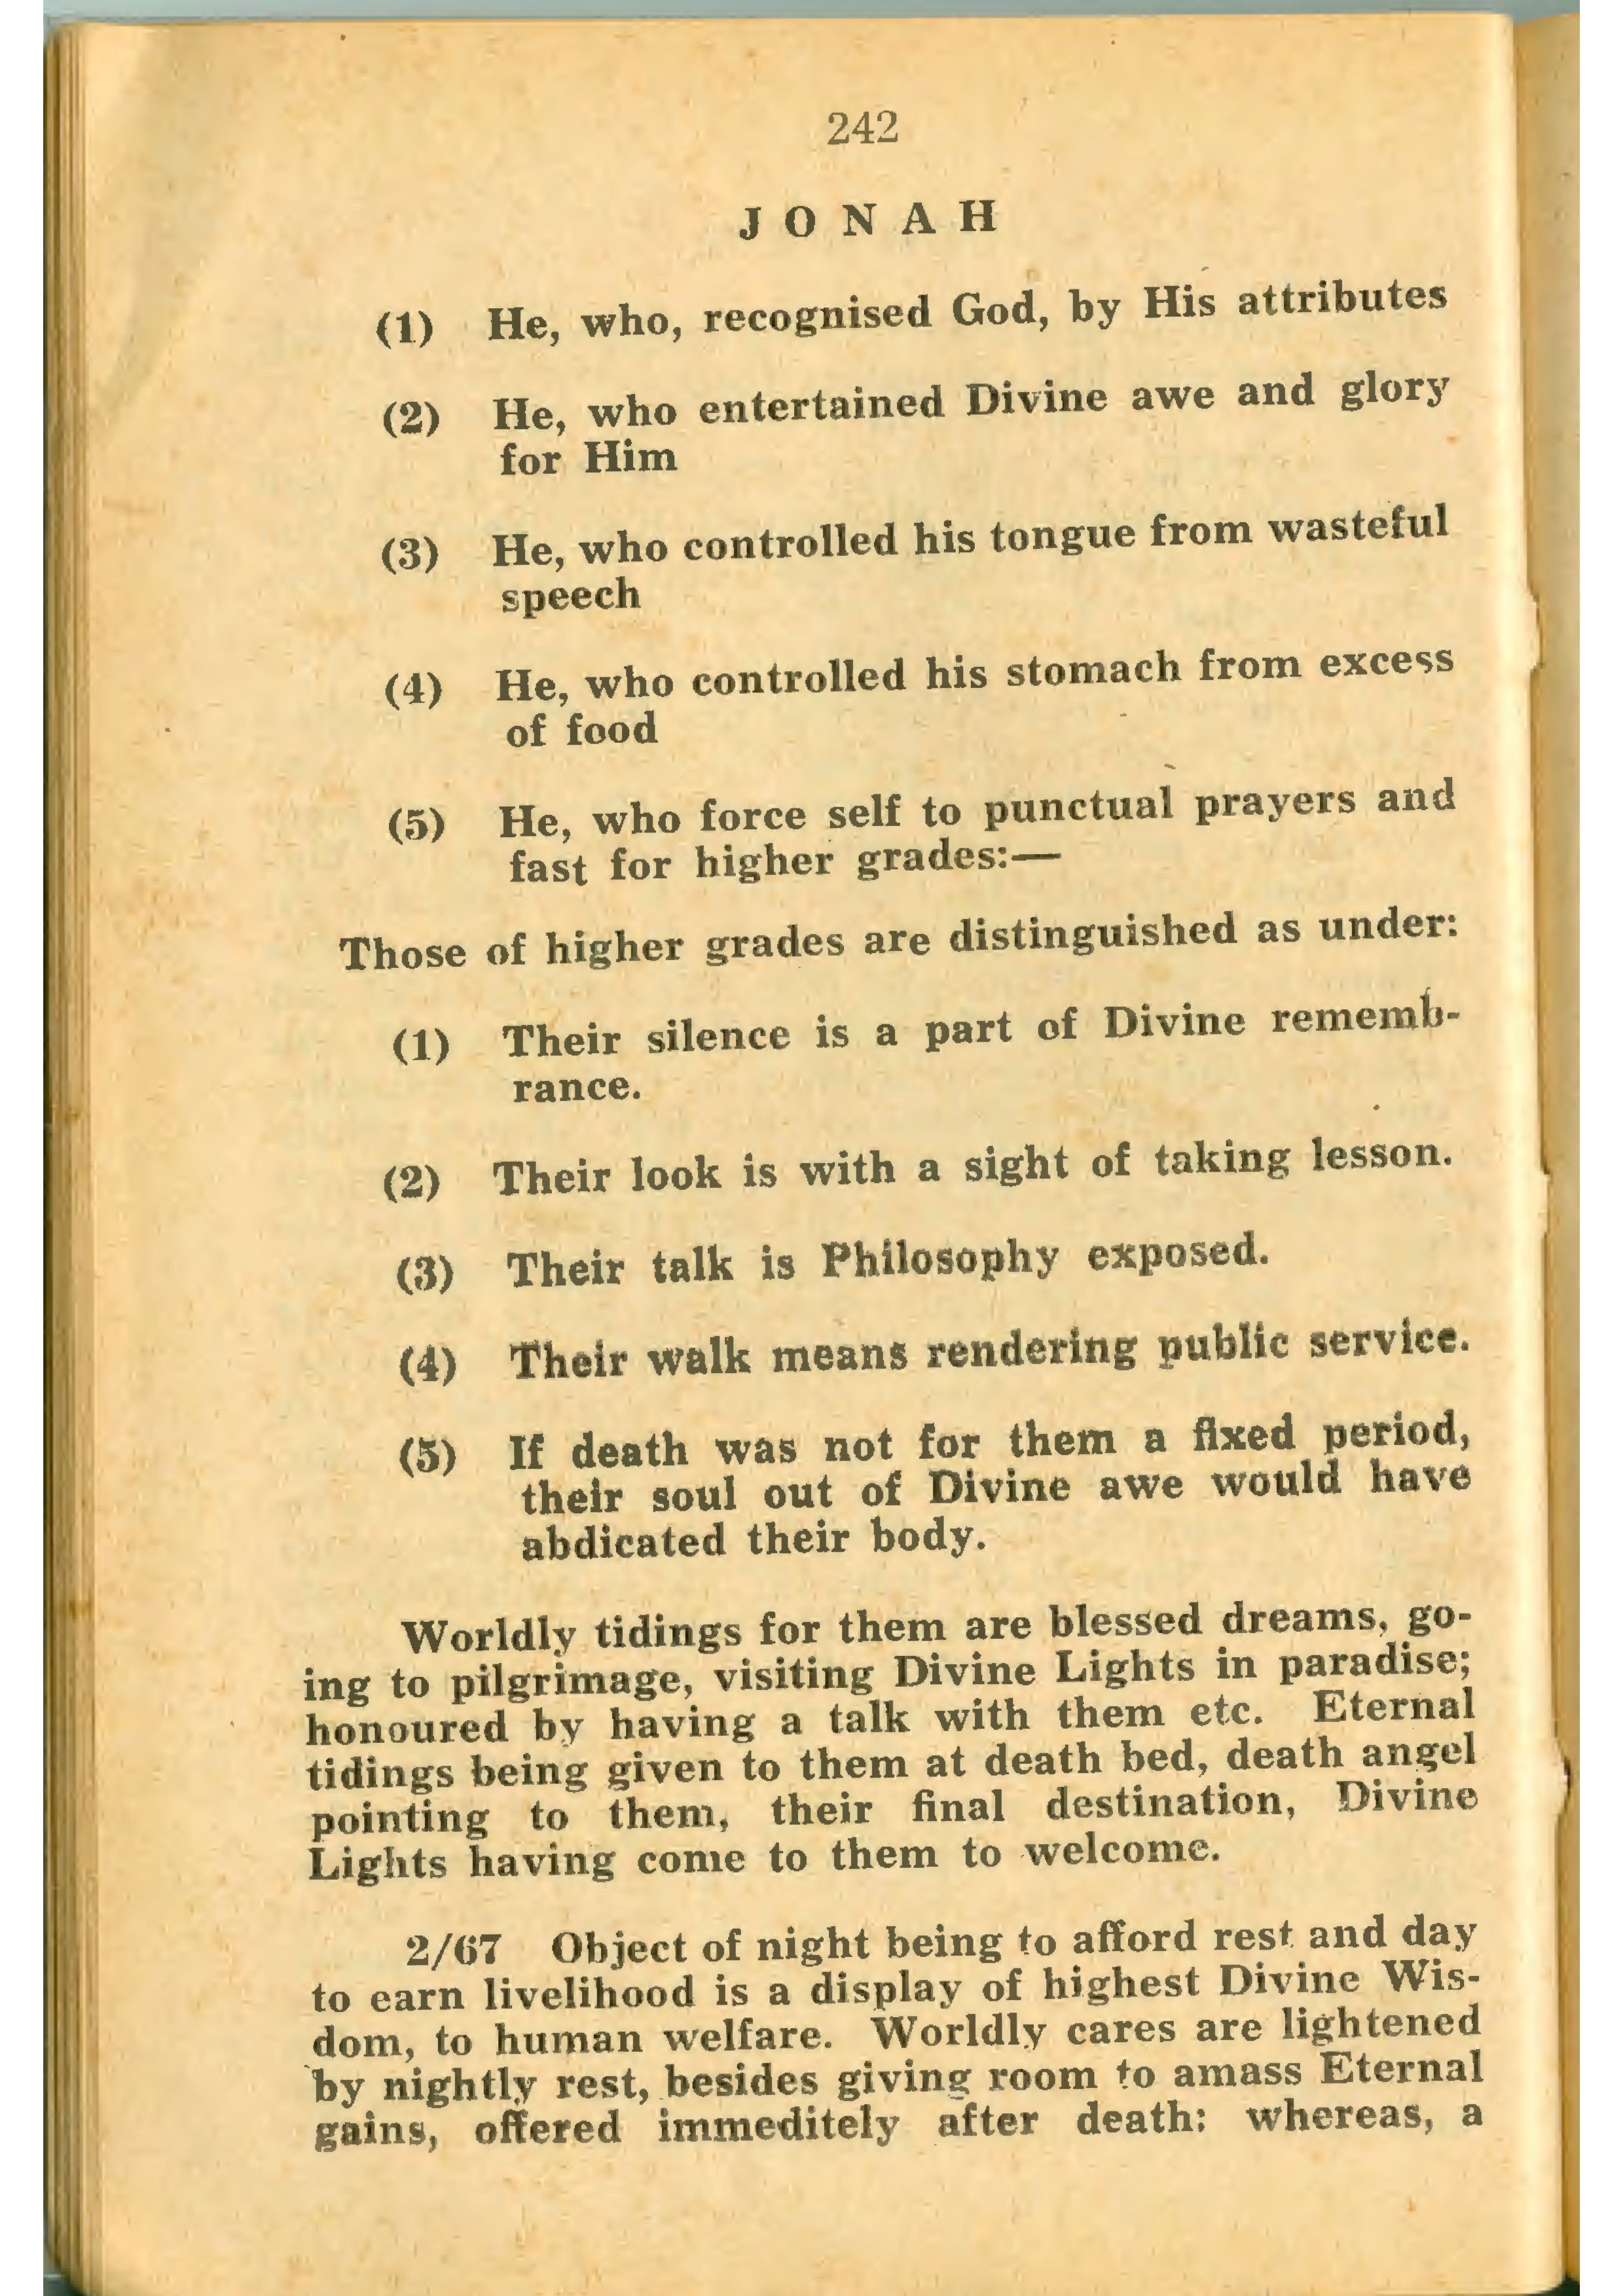 242
JONAH
(1) He, who, recognised God, by His attributes
(2) He, who entertained Divine awe and glory
for Him
(3) He, who controlled his tongue from wasteful
speech
(4) He, who controlled his stomach from excess
of food
(5) He, who force self to punctual prayers and
fast for higher grades:—
Those of higher grades are distinguished as under:
(1) Their silence is a part of Divine rememb-
rance.
(2) Their look is with a sight of taking lesson.
(3) Their talk is Philosophy exposed.
(4) Their walk means rendering public service.
(5) If death was not for them a fixed period,
their soul out of Divine awe would have
abdicated their body.
Worldly tidings for them are blessed dreams, go-
ing to pilgrimage, visiting Divine Lights in paradise;
honoured by having a talk with them etc. Eternal
tidings being given to them at death bed, death angel
pointing to them, their final destination, Divine
Lights having come to them to welcome.
2/67 Object of night being to afford rest and day
to earn livelihood is a display of highest Divine Wis-
dom, to human welfare. Worldly cares are lightened
by nightly rest, besides giving room to amass Eternal
gains, offered immeditely after death: whereas, a